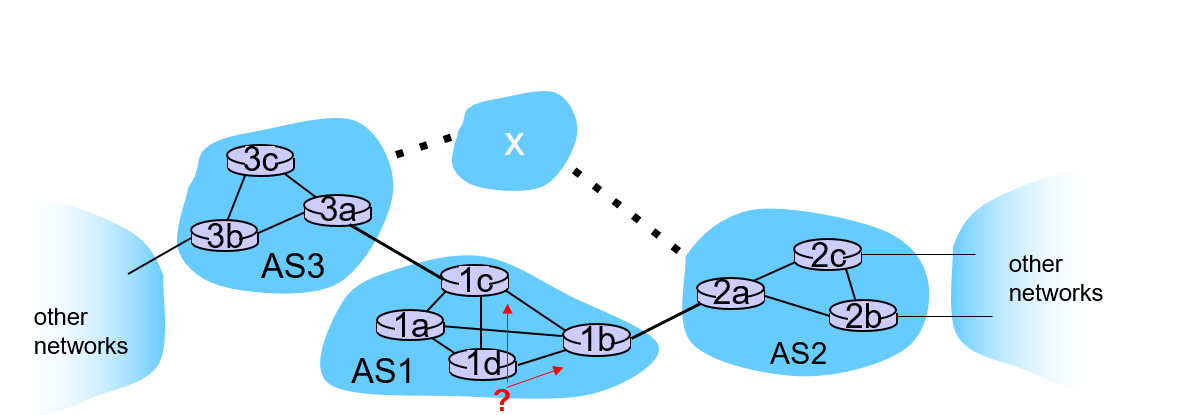 X
3c
3a
3b
AS3
2c
other
networks
1c
2a
2b
other
networks
1a
1b
1d
AS2
AS1
?